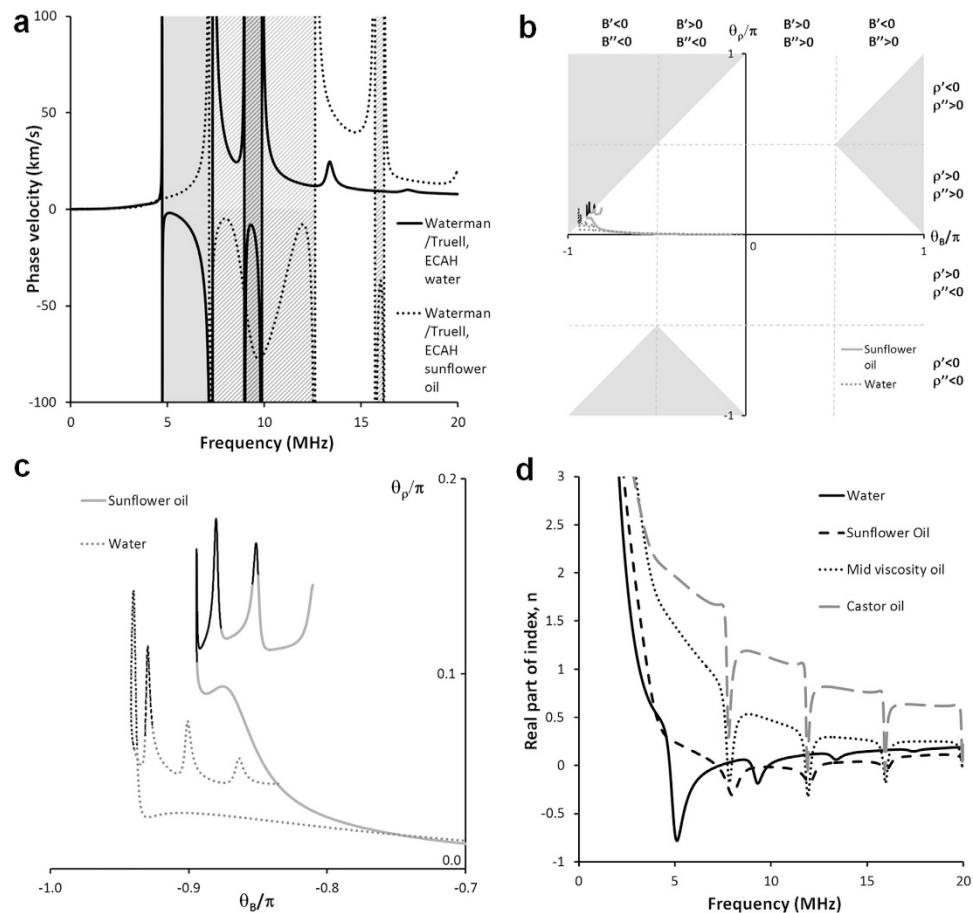 a
100
50
0
-50
-100
Phase velocity (km/s)
0
5
10
15
20
Frequency (MHz)
Waterman
/Truell,
ECAH
water
Waterman
/Truell,
ECAH
sunflower
oil
b
B'<0 B'>0 θρ/π B'>0 B'<0
B''<0 B''<0 B''>0 B''>0
1
ρ'<0
ρ''>0
ρ'>0
ρ''>0
-1
0
1
θB/π
ρ'>0
ρ''<0
Sunflower
oil
Water
ρ'<0
ρ''<0
-1
c
Sunflower oil
Water
θρ/π
0.2
0.1
0.0
-1.0
-0.9
-0.8
-0.7
θB/π
d
3
2.5
2
1.5
1
0.5
0
-0.5
-1
Real part of index, n
Water
Sunflower Oil
Mid viscosity oil
Castor oil
0
5
10
15
20
Frequency (MHz)